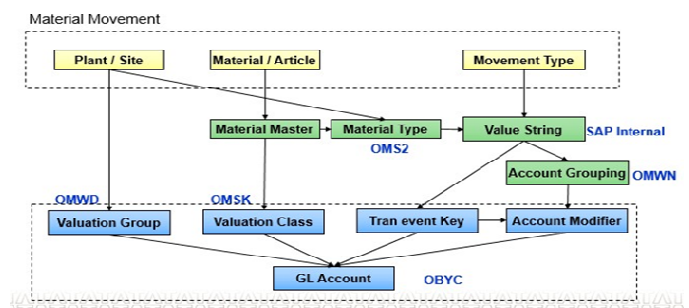 Material Movement
Plant / Site
Material / Article
Movement Type
Material Master
Material Type
Value String
SAP Internal
OMS2
Account Grouping
OMWN
OMWD
OMSK
Valuation Group
Valuation Class
Tran event Key
Account Modifier
GL Account
OBYC